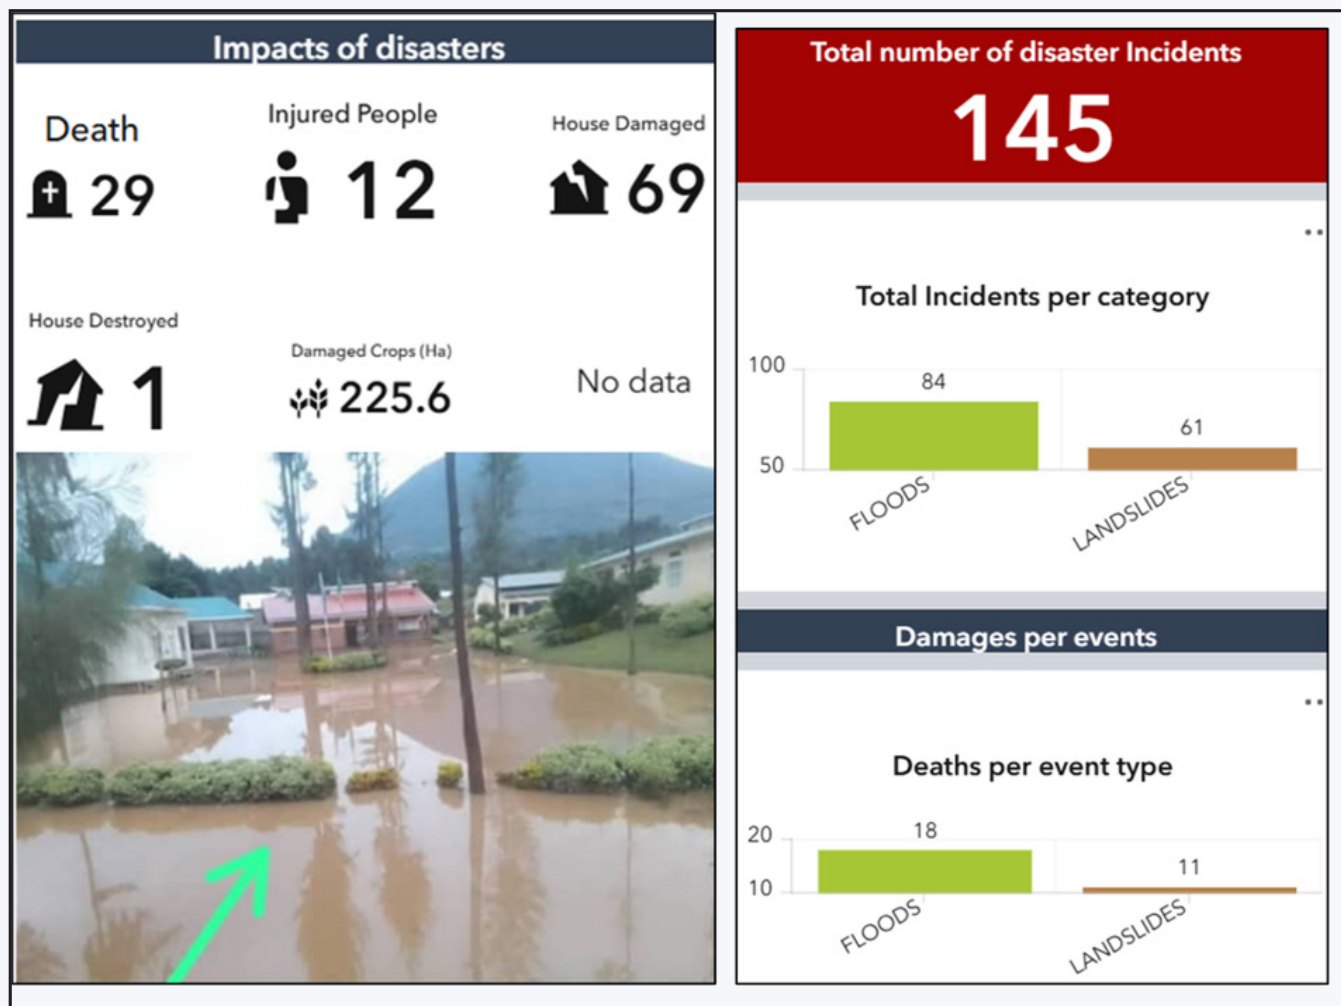 Impacts of disasters
Death
29
Injured People
12
House Damaged
69
House Destroyed
1
Damaged Crops (Ha)
225.6
No data
Total number of disaster Incidents
145
Total Incidents per category
100
84
61
50
FLOODS
LANDSLIDES
Damages per events
Deaths per event type
20
18
11
10
FLOODS
LANDSLIDES